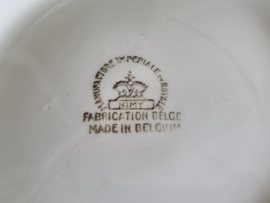 MANUFACTURE IMPERIALE ET ROYALE
NIMY
FABRICATION BELGE
MADE IN BELGIUM